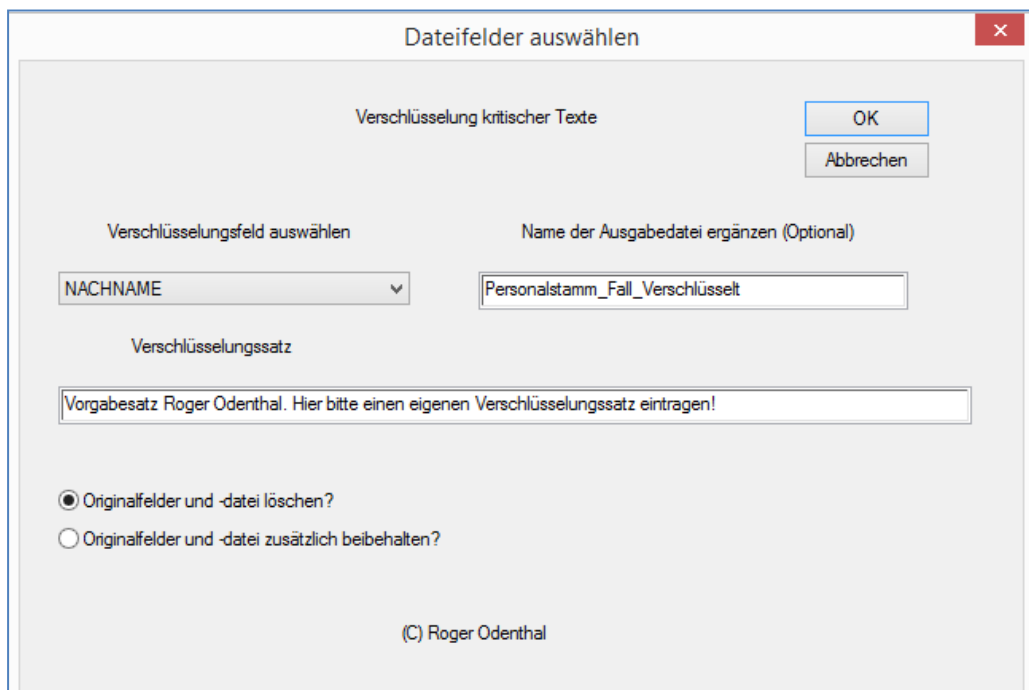 Dateifelder auswählen
Verschlüsselung kritischer Texte
OK
Abbrechen
Verschlüsselungsfeld auswählen
Name der Ausgabedatei ergänzen (Optional)
NACHNAME
Personalstamm_Fall_Verschlüsselt
Verschlüsselungssatz
Vorgabesatz Roger Odenthal. Hier bitte einen eigenen Verschlüsselungssatz eintragen!
Originalfelder und -datei löschen?
Originalfelder und -datei zusätzlich beibehalten?
(C) Roger Odenthal